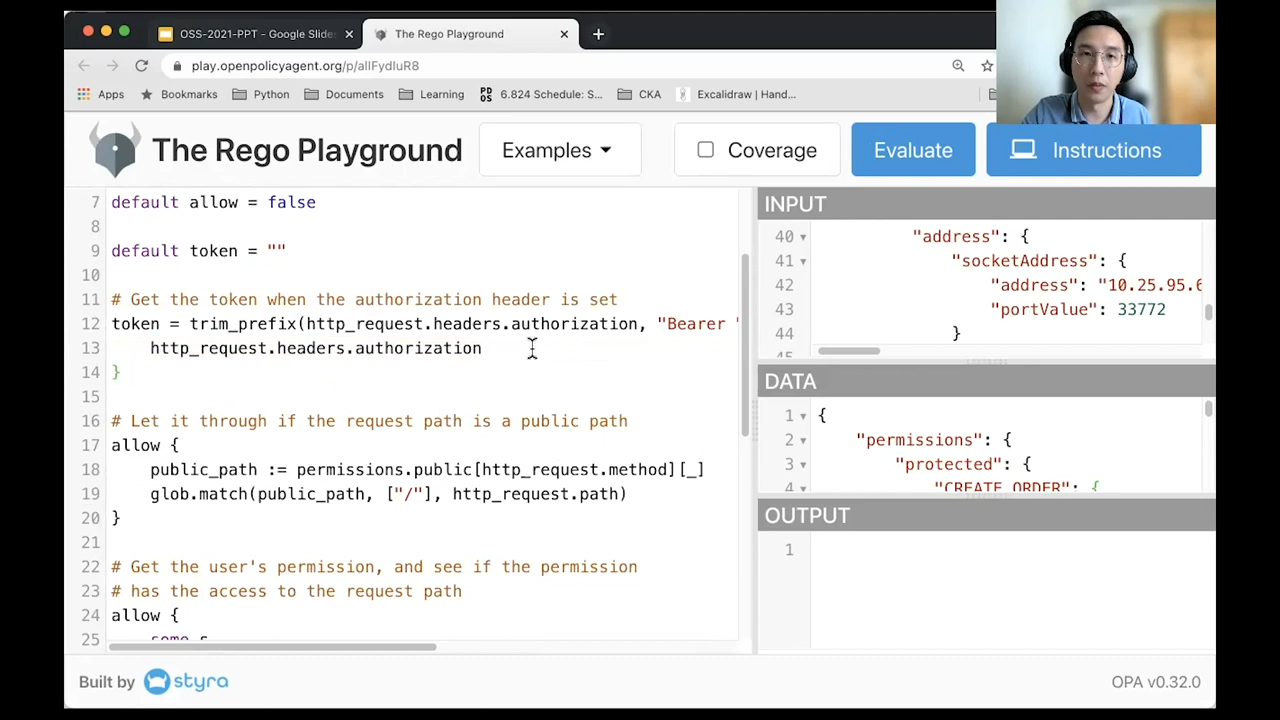 OSS-2021-PPT - Google Slide
The Rego Playground
play.openpolicyagent.org/p/allFydIuR8
Apps
Bookmarks
Python
Documents
Learning
PDOS
6.824 Schedule: S...
CKA
Excalidraw | Hand...
The Rego Playground
Examples
Coverage
Evaluate
Instructions
7 default allow = false
8
9 default token = ""
10
11 # Get the token when the authorization header is set
12 token = trim_prefix(http_request.headers.authorization, "Bearer "
13 http_request.headers.authorization
14 }
15
16 # Let it through if the request path is a public path
17 allow {
18 public_path := permissions.public[http_request.method][_]
19 glob.match(public_path, ["/"], http_request.path)
20 }
21
22 # Get the user's permission, and see if the permission
23 # has the access to the request path
24 allow {
25 some s
INPUT
40 "address": {
41 "socketAddress": {
42 "address": "10.25.95.6
43 "portValue": 33772
44 }
45
DATA
1 {
2 "permissions": {
3 "protected": {
4 "CREATE_ORDER": {
OUTPUT
1
Built by styra
OPA v0.32.0